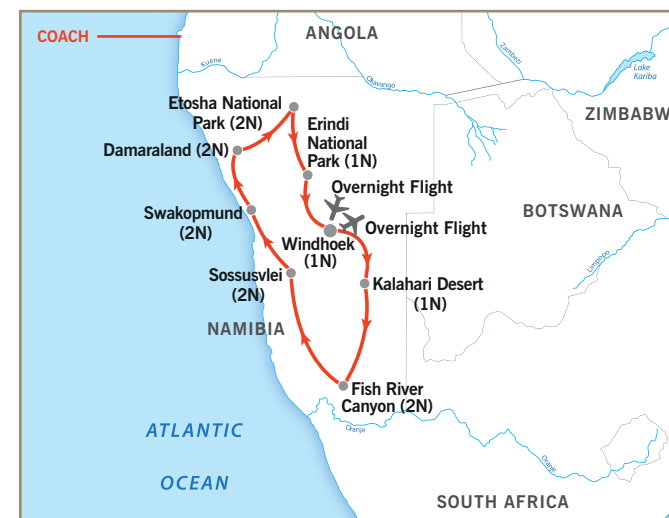 COACH
ANGOLA
Kuene
Okavango
Zambezi
Lake
Kariba
Etosha National
Park (2N)
Erindi
National
Park (1N)
ZIMBABW
Damaraland (2N)
Overnight Flight
Swakopmund
(2N)
BOTSWANA
Overnight Flight
Windhoek
(1N)
Limpopo
Sossusvlei
(2N)
Kalahari Desert
(1N)
NAMIBIA
Fish River
Canyon (2N)
Oranje
ATLANTIC
OCEAN
Oranje
SOUTH AFRICA